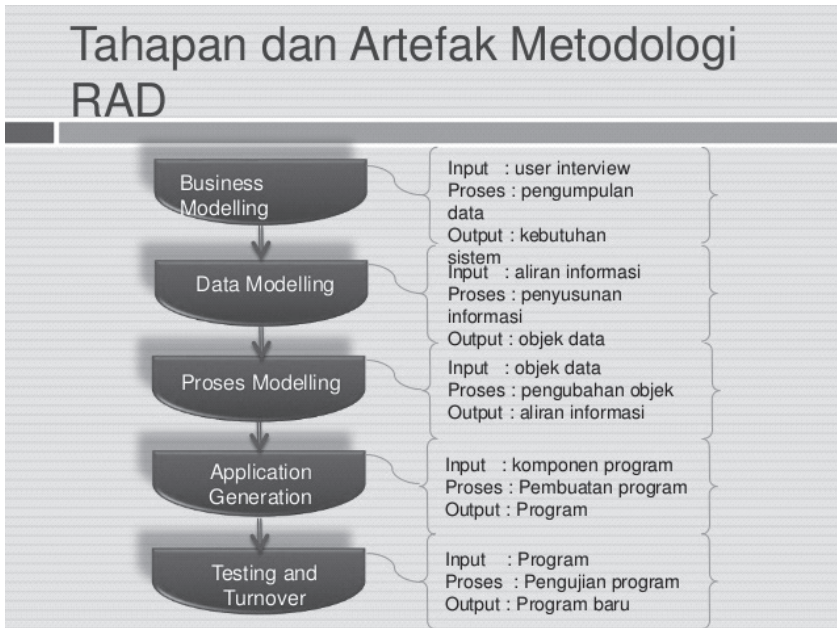 Tahapan dan Artefak Metodologi
RAD
Business
Modelling
Input : user interview
Proses : pengumpulan
data
Output : kebutuhan
sistem
Data Modelling
Input : aliran informasi
Proses : penyusunan
informasi
Output : objek data
Proses Modelling
Input : objek data
Proses : pengubahan objek
Output : aliran informasi
Application
Generation
Input : komponen program
Proses : Pembuatan program
Output : Program
Testing and
Turnover
Input : Program
Proses : Pengujian program
Output : Program baru